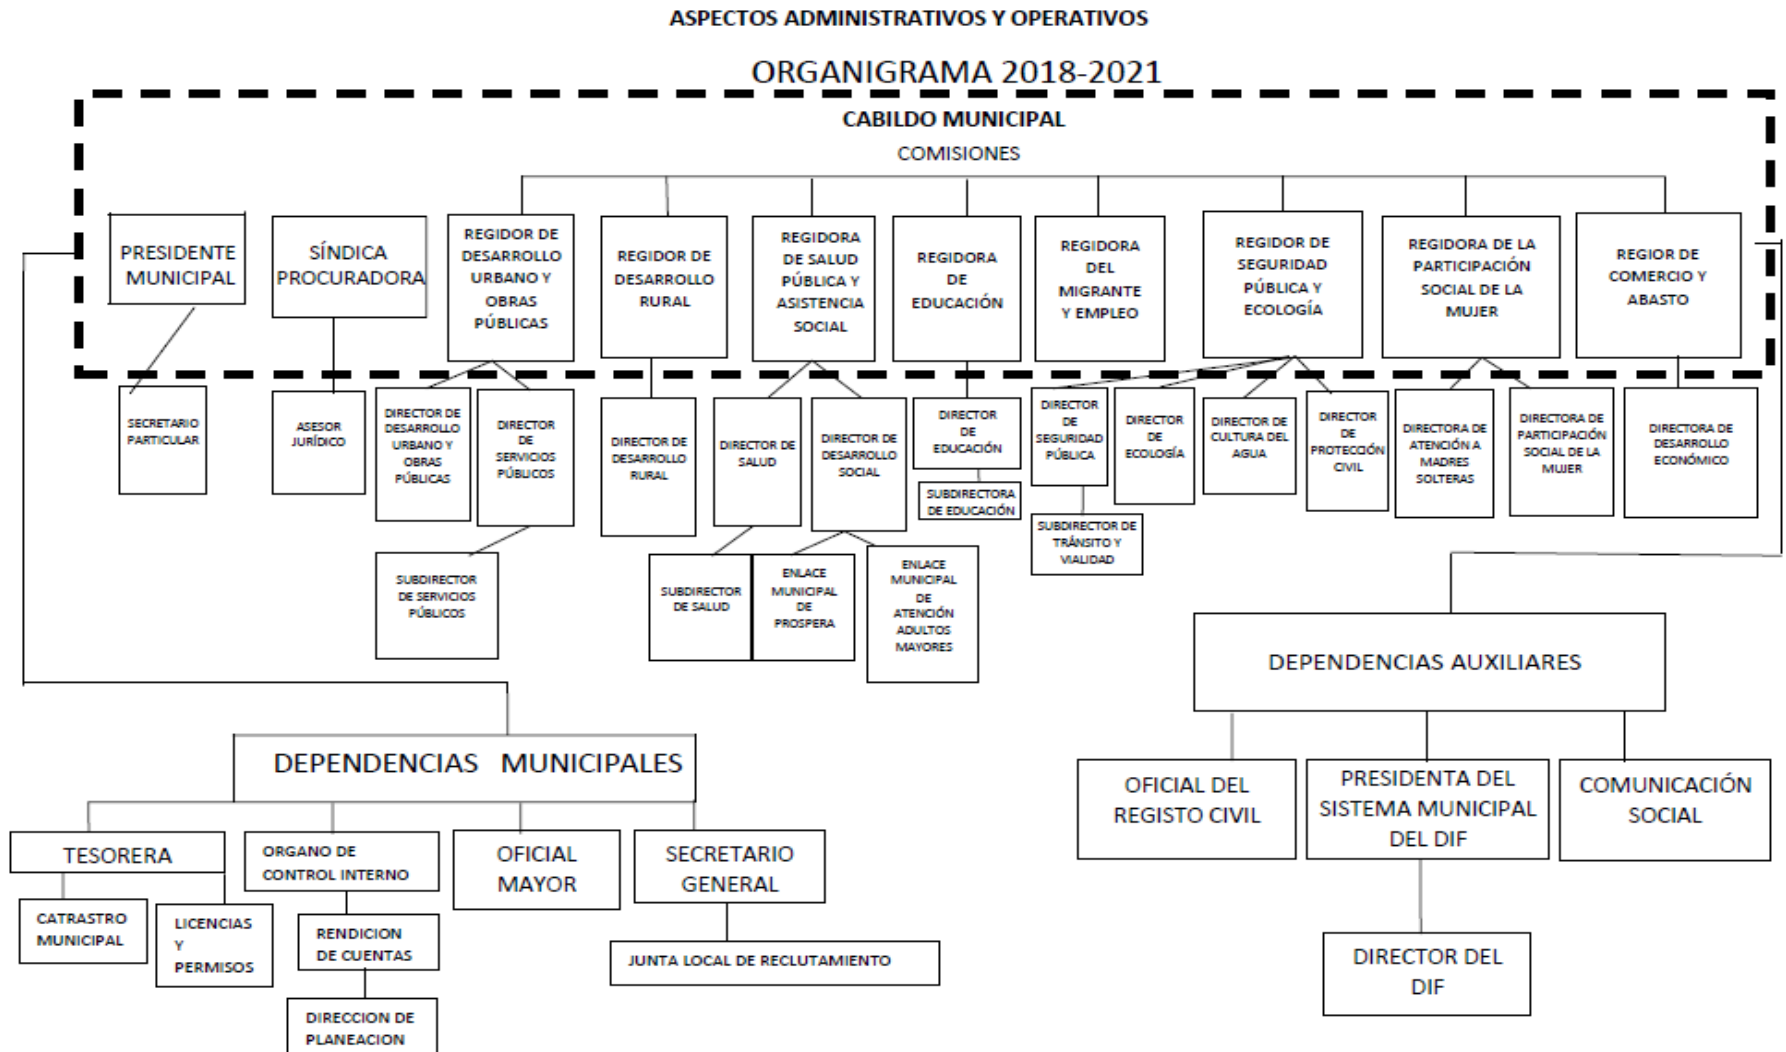 ASPECTOS ADMINISTRATIVOS Y OPERATIVOS
ORGANIGRAMA 2018-2021
CABILDO MUNICIPAL
COMISIONES
PRESIDENTE
MUNICIPAL
SÍNDICA
PROCURADORA
REGIDOR DE
DESARROLLO
URBANO Y
OBRAS
PÚBLICAS
REGIDOR DE
DESARROLLO
RURAL
REGIDORA
DE SALUD
PÚBLICA Y
ASISTENCIA
SOCIAL
REGIDORA
DE
EDUCACIÓN
REGIDORA
DEL
MIGRANTE
Y EMPLEO
REGIDOR DE
SEGURIDAD
PÚBLICA Y
ECOLOGÍA
REGIDORA DE LA
PARTICIPACIÓN
SOCIAL DE LA
MUJER
REGIOR DE
COMERCIO Y
ABASTO
SECRETARIO
PARTICULAR
ASESOR
JURÍDICO
DIRECTOR DE
DESARROLLO
URBANO Y
OBRAS
PÚBLICAS
DIRECTOR
DE
SERVICIOS
PÚBLICOS
DIRECTOR DE
DESARROLLO
RURAL
DIRECTOR DE
SALUD
DIRECTOR DE
DESARROLLO
SOCIAL
DIRECTOR
DE
EDUCACIÓN
DIRECTOR
DE
SEGURIDAD
PÚBLICA
DIRECTOR
DE
ECOLOGÍA
DIRECTOR DE
CULTURA DEL
AGUA
DIRECTOR
DE
PROTECCIÓN
CIVIL
DIRECTORA DE
ATENCIÓN A
MADRES
SOLTERAS
DIRECTORA DE
PARTICIPACIÓN
SOCIAL DE LA
MUJER
DIRECTORA DE
DESARROLLO
ECONÓMICO
SUBDIRECTORA
DE EDUCACIÓN
SUBDIRECTOR DE
TRÁNSITO Y
VIALIDAD
SUBDIRECTOR
DE SERVICIOS
PÚBLICOS
SUBDIRECTOR
DE SALUD
ENLACE
MUNICIPAL
DE
PROSPERA
ENLACE
MUNICIPAL
DE
ATENCIÓN
ADULTOS
MAYORES
DEPENDENCIAS AUXILIARES
OFICIAL DEL
REGISTO CIVIL
PRESIDENTA DEL
SISTEMA MUNICIPAL
DEL DIF
COMUNICACIÓN
SOCIAL
DIRECTOR DEL
DIF
DEPENDENCIAS MUNICIPALES
TESORERA
ORGANO DE
CONTROL INTERNO
OFICIAL
MAYOR
SECRETARIO
GENERAL
CATRASTRO
MUNICIPAL
LICENCIAS
Y
PERMISOS
RENDICION
DE CUENTAS
JUNTA LOCAL DE RECLUTAMIENTO
DIRECCION DE
PLANEACION